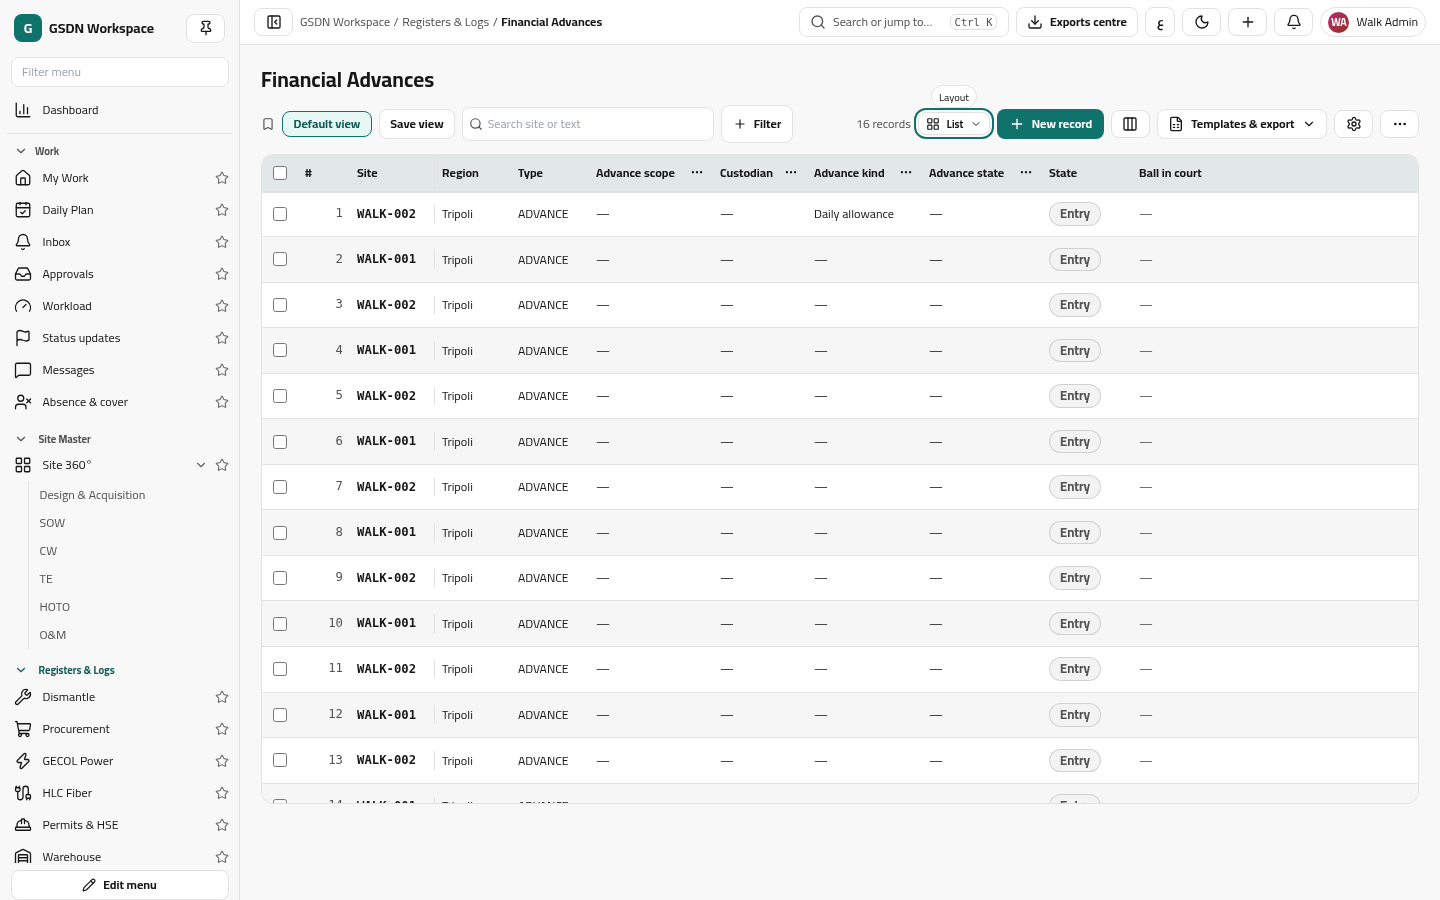 G GSDN Workspace
Filter menu
Dashboard
Work
My Work
Daily Plan
Inbox
Approvals
Workload
Status updates
Messages
Absence & cover
Site Master
Site 360°
Design & Acquisition
SOW
CW
TE
HOTO
O&M
Registers & Logs
Dismantle
Procurement
GECOL Power
HLC Fiber
Permits & HSE
Warehouse
Edit menu
GSDN Workspace / Registers & Logs / Financial Advances
Search or jump to... Ctrl K
Exports centre
ع
WA Walk Admin
Financial Advances
Layout
Default view Save view Search site or text Filter 16 records List New record Templates & export
# Site Region Type Advance scope Custodian Advance kind Advance state State Ball in court
1 WALK-002 Tripoli ADVANCE — — Daily allowance — Entry —
2 WALK-001 Tripoli ADVANCE — — — — Entry —
3 WALK-002 Tripoli ADVANCE — — — — Entry —
4 WALK-001 Tripoli ADVANCE — — — — Entry —
5 WALK-002 Tripoli ADVANCE — — — — Entry —
6 WALK-001 Tripoli ADVANCE — — — — Entry —
7 WALK-002 Tripoli ADVANCE — — — — Entry —
8 WALK-001 Tripoli ADVANCE — — — — Entry —
9 WALK-002 Tripoli ADVANCE — — — — Entry —
10 WALK-001 Tripoli ADVANCE — — — — Entry —
11 WALK-002 Tripoli ADVANCE — — — — Entry —
12 WALK-001 Tripoli ADVANCE — — — — Entry —
13 WALK-002 Tripoli ADVANCE — — — — Entry —